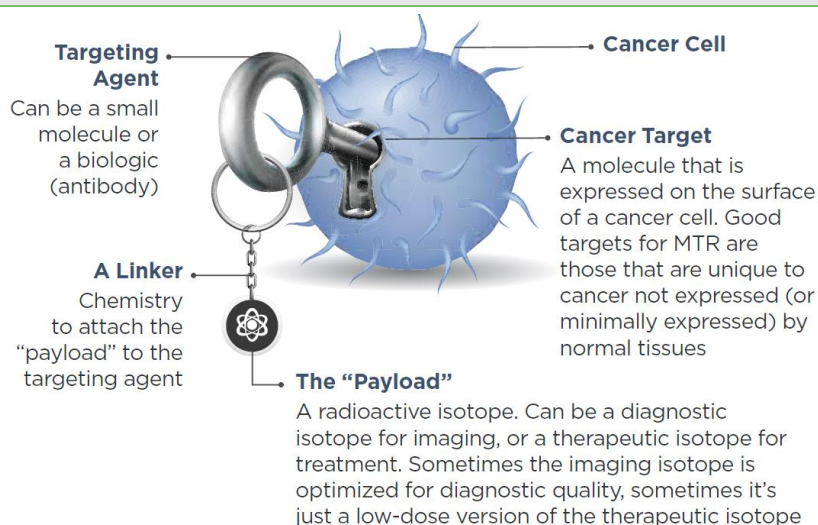 Targeting
Agent
Can be a small
molecule or
a biologic
(antibody)
Cancer Cell
Cancer Target
A molecule that is
expressed on the surface
of a cancer cell. Good
targets for MTR are
those that are unique to
cancer not expressed (or
minimally expressed) by
normal tissues
A Linker
Chemistry
to attach the
“payload” to the
targeting agent
The “Payload”
A radioactive isotope. Can be a diagnostic
isotope for imaging, or a therapeutic isotope for
treatment. Sometimes the imaging isotope is
optimized for diagnostic quality, sometimes it’s
just a low-dose version of the therapeutic isotope